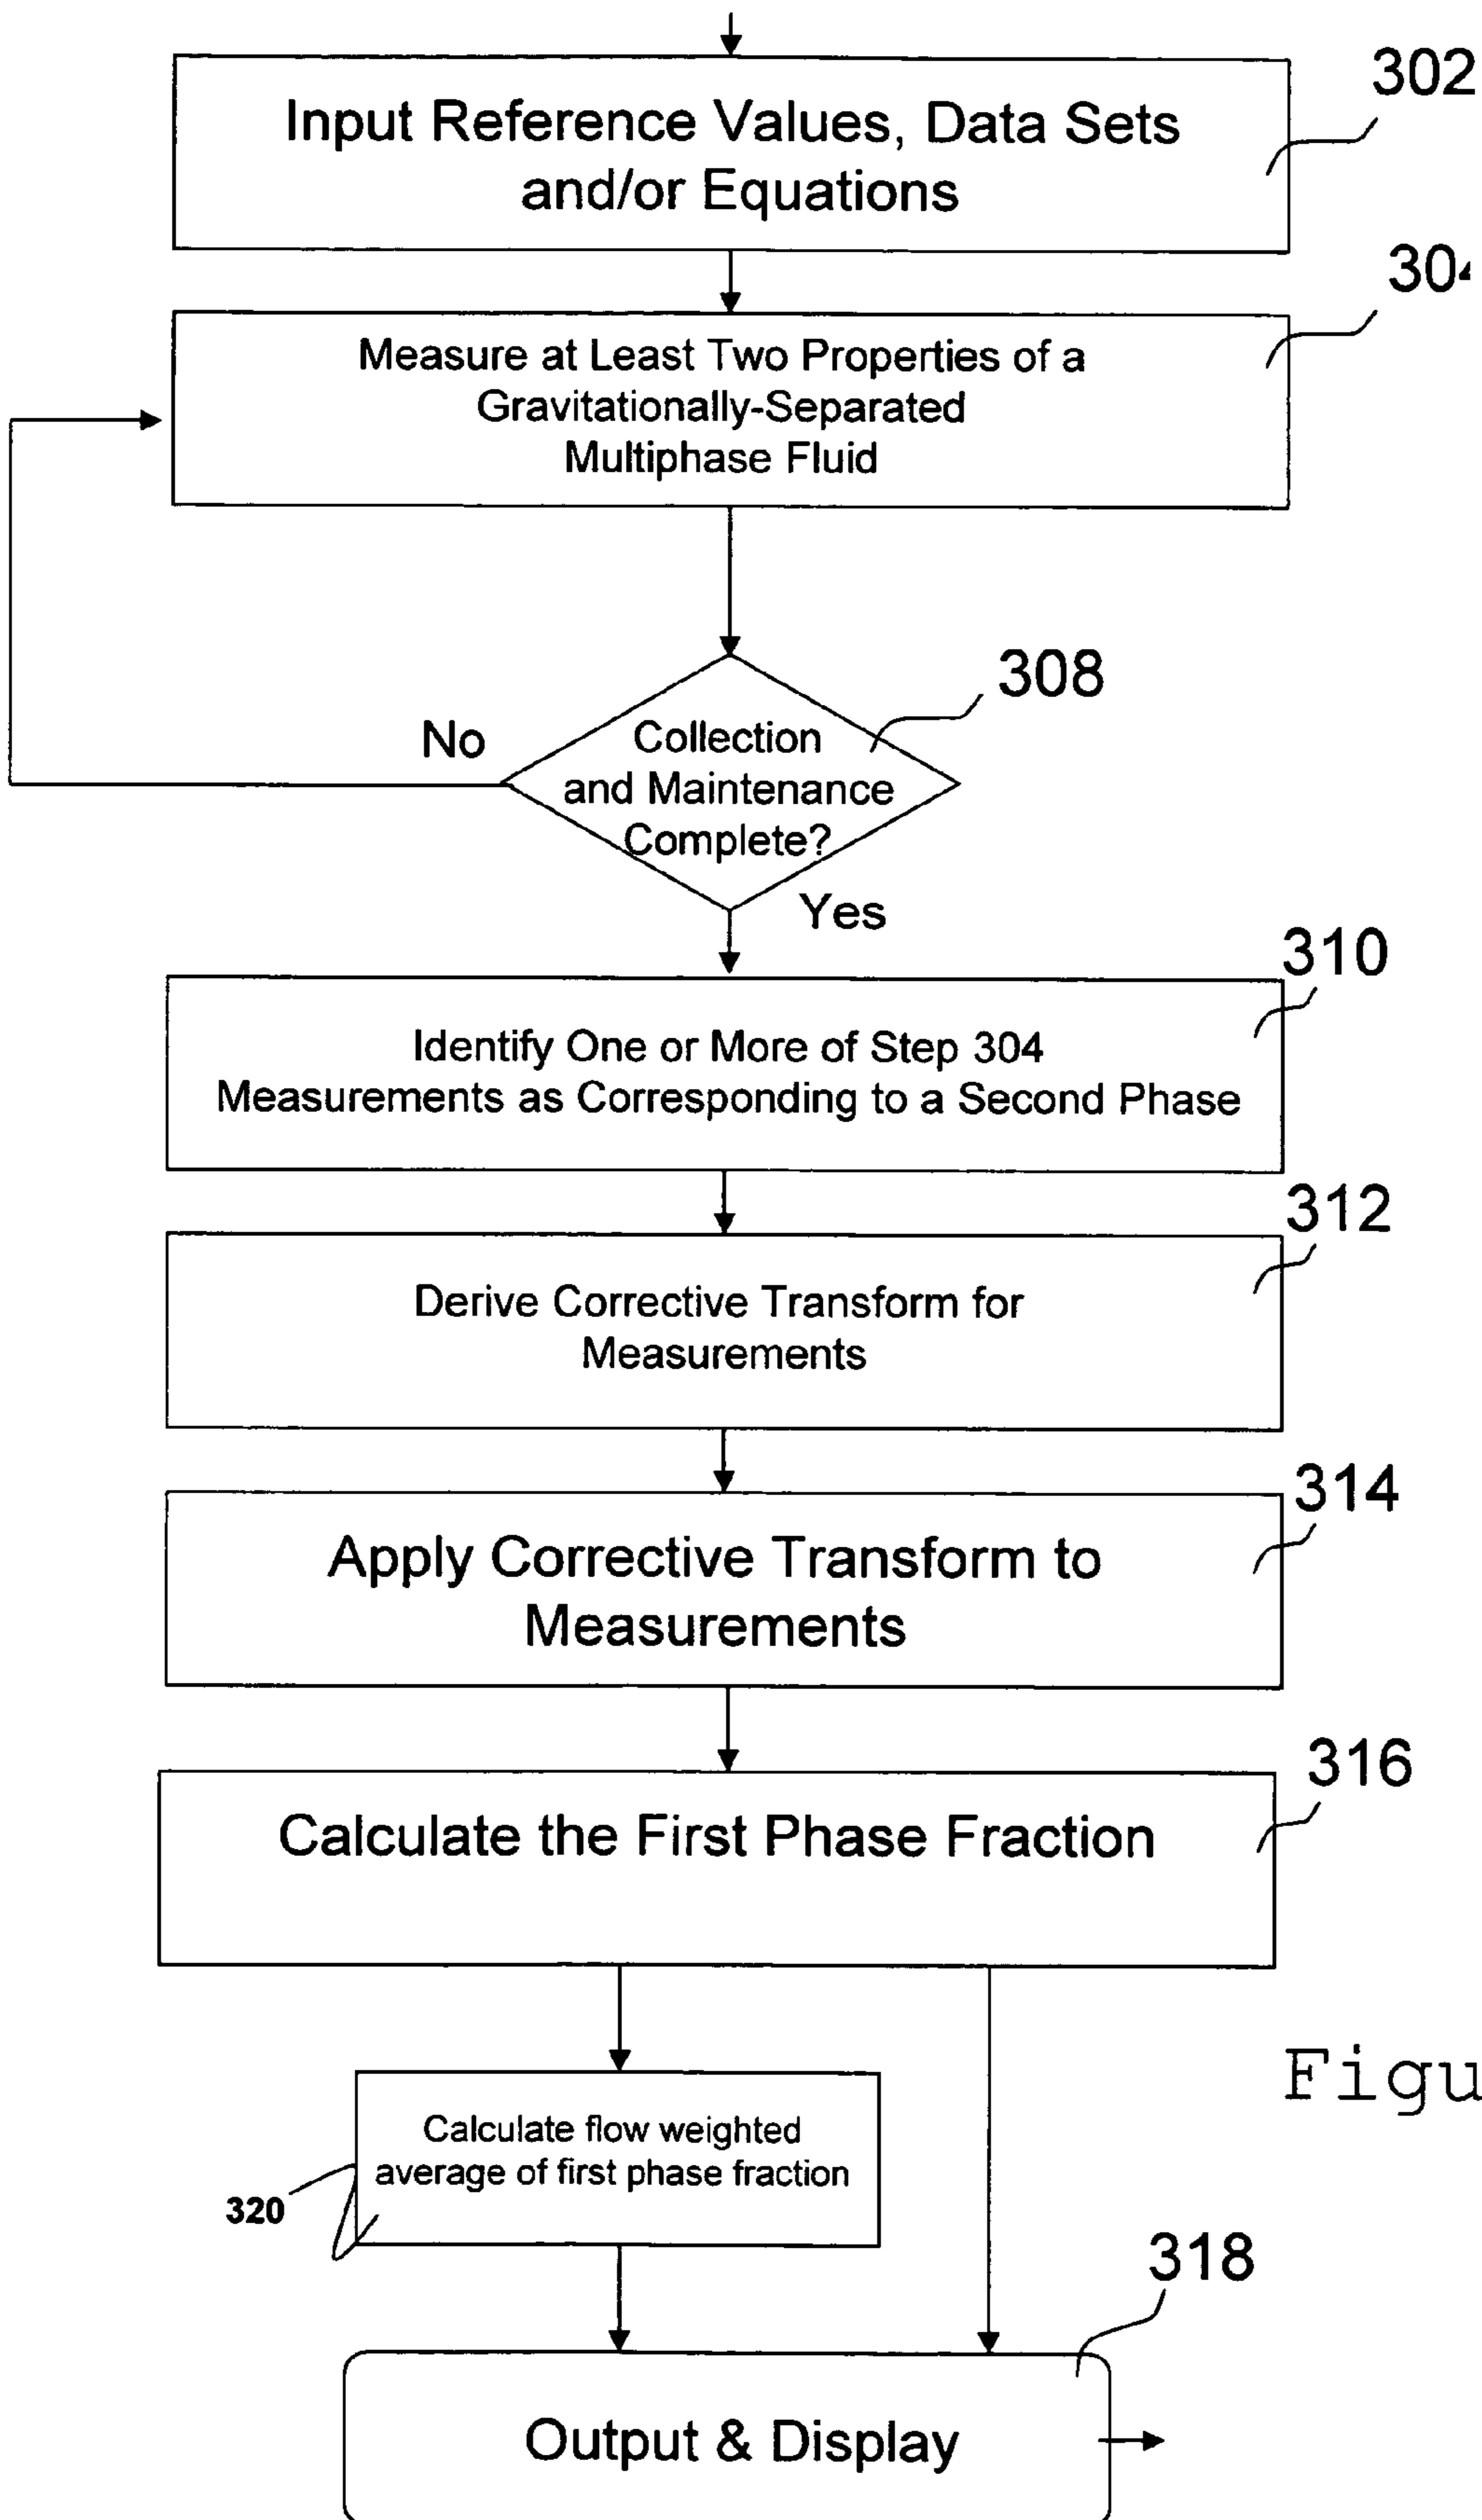 302
Input Reference Values, Data Sets
and/or Equations
Measure at Least Two Properties of a
Gravitationally-Separated
Multiphase Fluid
308
No
Collection
and Maintenance
Complete?
Yes
310
Identify One or More of Step 304
Measurements as Corresponding to a Second Phase
312
Derive Corrective Transform for
Measurements
314
Apply Corrective Transform to
Measurements
316
Calculate the First Phase Fraction
Calculate flow weighted
average of first phase fraction
320
318
Output & Display